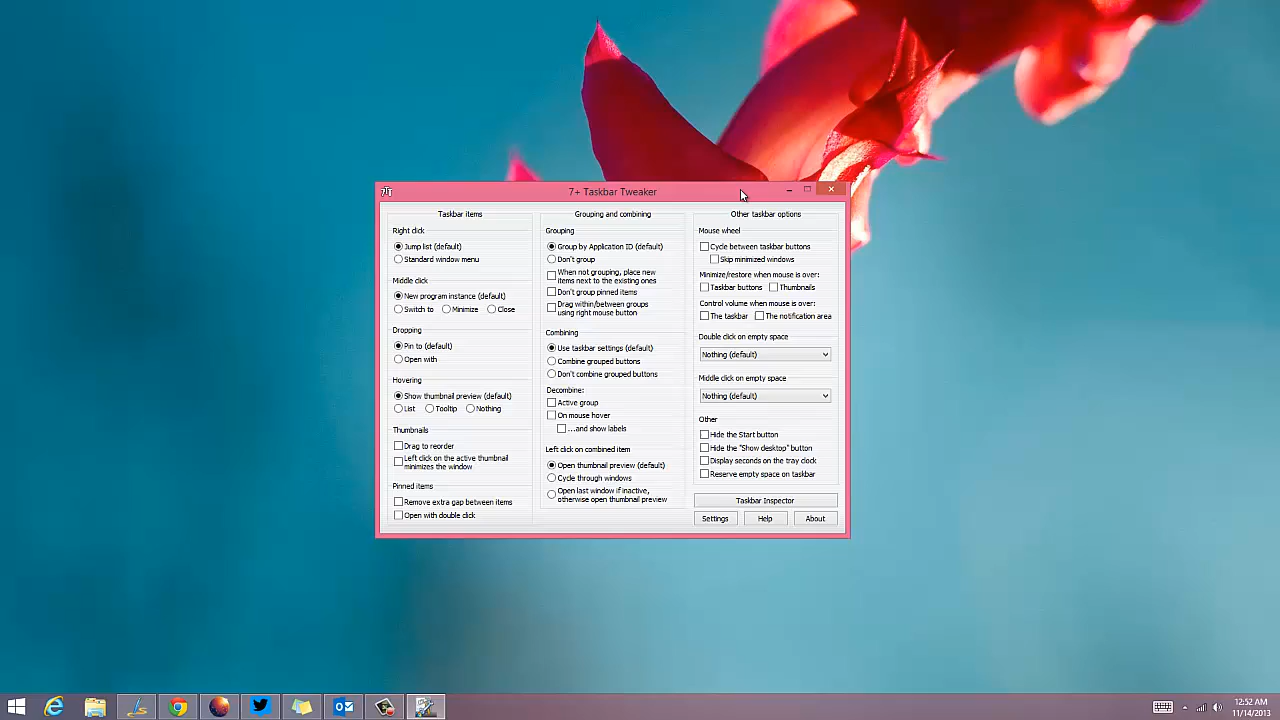 7+ Taskbar Tweaker
Taskbar items
Right click
Jump list (default)
Standard window menu
Middle click
New program instance (default)
Switch to Minimize Close
Dropping
Pin to (default)
Open with
Hovering
Show thumbnail preview (default)
List Tooltip Nothing
Thumbnails
Drag to reorder
Left click on the active thumbnail
minimizes the window
Pinned items
Remove extra gap between items
Open with double click
Grouping and combining
Grouping
Group by Application ID (default)
Don't group
When not grouping, place new
items next to the existing ones
Don't group pinned items
Drag within/between groups
using right mouse button
Combining
Use taskbar settings (default)
Combine grouped buttons
Don't combine grouped buttons
Decombine:
Active group
On mouse hover
...and show labels
Left click on combined item
Open thumbnail preview (default)
Cycle through windows
Open last window if inactive,
otherwise open thumbnail preview
Other taskbar options
Mouse wheel
Cycle between taskbar buttons
Skip minimized windows
Minimize/restore when mouse is over:
Taskbar buttons Thumbnails
Control volume when mouse is over:
The taskbar The notification area
Double click on empty space
Nothing (default)
Middle click on empty space
Nothing (default)
Other
Hide the Start button
Hide the "Show desktop" button
Display seconds on the tray clock
Reserve empty space on taskbar
Taskbar Inspector
Settings Help About
12:52 AM
11/14/2013